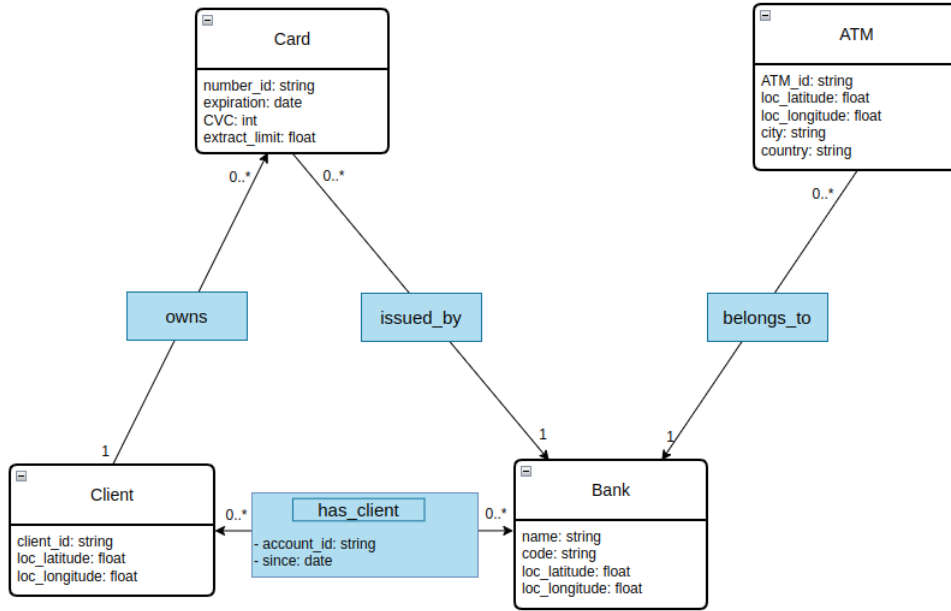 Card
number_id: string
expiration: date
CVC: int
extract_limit: float
ATM
ATM_id: string
loc_latitude: float
loc_longitude: float
city: string
country: string
0..*
0..*
0..*
owns
issued_by
belongs_to
1
1
1
Client
client_id: string
loc_latitude: float
loc_longitude: float
0..*
has_client
- account_id: string
- since: date
0..*
Bank
name: string
code: string
loc_latitude: float
loc_longitude: float